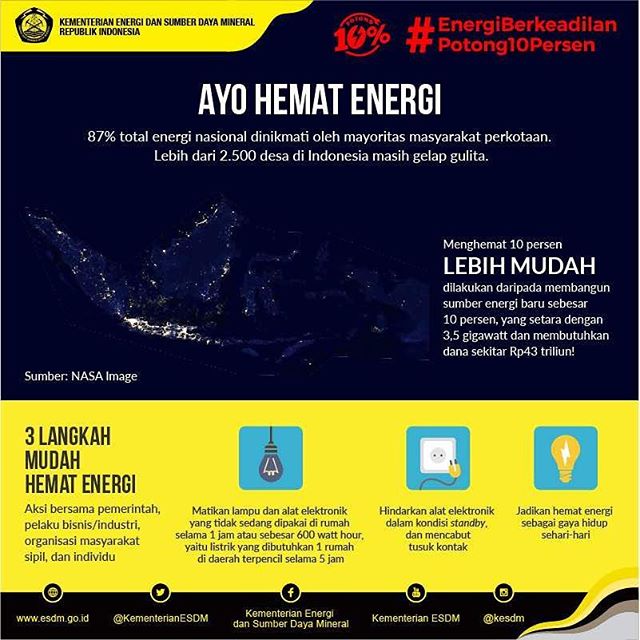 KEMENTERIAN ENERGI DAN SUMBER DAYA MINERAL
REPUBLIK INDONESIA
POTONG
10%
#EnergiBerkeadilan
Potong10Persen
AYO HEMAT ENERGI
87% total energi nasional dinikmati oleh mayoritas masyarakat perkotaan.
Lebih dari 2.500 desa di Indonesia masih gelap gulita.
Menghemat 10 persen
LEBIH MUDAH
dilakukan daripada membangun
sumber energi baru sebesar
10 persen, yang setara dengan
3,5 gigawatt dan membutuhkan
dana sekitar Rp43 triliun!
Sumber: NASA Image
3 LANGKAH
MUDAH
HEMAT ENERGI
Aksi bersama pemerintah,
pelaku bisnis/industri,
organisasi masyarakat
sipil, dan individu
Matikan lampu dan alat elektronik
yang tidak sedang dipakai di rumah
selama 1 jam atau sebesar 600 watt hour,
yaitu listrik yang dibutuhkan 1 rumah
di daerah terpencil selama 5 jam
Hindarkan alat elektronik
dalam kondisi standby,
dan mencabut
tusuk kontak
Jadikan hemat energi
sebagai gaya hidup
sehari-hari
www.esdm.go.id
@KementerianESDM
Kementerian Energi
dan Sumber Daya Mineral
Kementerian ESDM
@kesdm